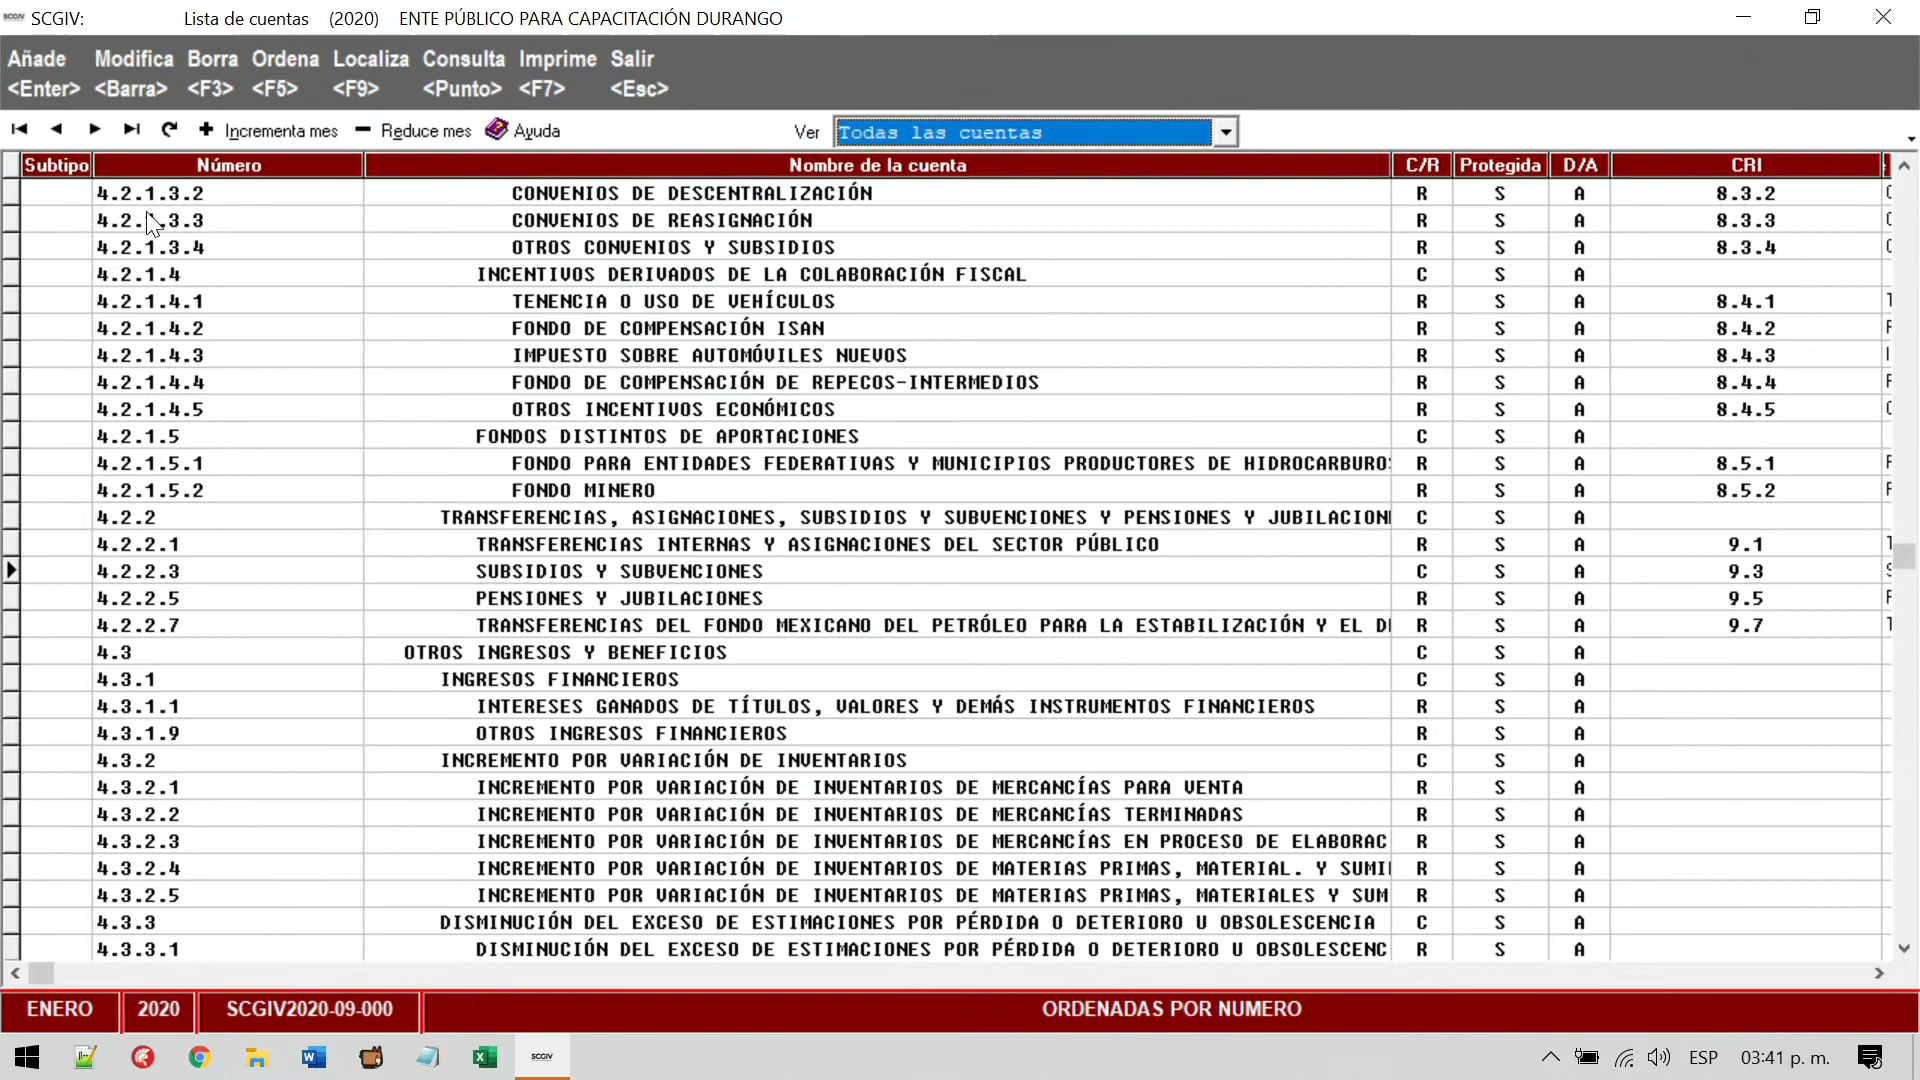 SCGIV SCGIV: Lista de cuentas (2020) ENTE PÚBLICO PARA CAPACITACIÓN DURANGO
Añade Modifica Borra Ordena Localiza Consulta Imprime Salir
<Enter> <Barra> <F3> <F5> <F9> <Punto> <F7> <Esc>
Incrementa mes Reduce mes Ayuda Ver Todas las cuentas
Subtipo Número Nombre de la cuenta C/R Protegida D/A CRI
4.2.1.3.2 CONVENIOS DE DESCENTRALIZACIÓN R S A 8.3.2
4.2.1.3.3 CONVENIOS DE REASIGNACIÓN R S A 8.3.3
4.2.1.3.4 OTROS CONVENIOS Y SUBSIDIOS R S A 8.3.4
4.2.1.4 INCENTIVOS DERIVADOS DE LA COLABORACIÓN FISCAL C S A
4.2.1.4.1 TENENCIA O USO DE VEHÍCULOS R S A 8.4.1
4.2.1.4.2 FONDO DE COMPENSACIÓN ISAN R S A 8.4.2
4.2.1.4.3 IMPUESTO SOBRE AUTOMÓVILES NUEVOS R S A 8.4.3
4.2.1.4.4 FONDO DE COMPENSACIÓN DE REPECOS-INTERMEDIOS R S A 8.4.4
4.2.1.4.5 OTROS INCENTIVOS ECONÓMICOS R S A 8.4.5
4.2.1.5 FONDOS DISTINTOS DE APORTACIONES C S A
4.2.1.5.1 FONDO PARA ENTIDADES FEDERATIVAS Y MUNICIPIOS PRODUCTORES DE HIDROCARBURO R S A 8.5.1
4.2.1.5.2 FONDO MINERO R S A 8.5.2
4.2.2 TRANSFERENCIAS, ASIGNACIONES, SUBSIDIOS Y SUBVENCIONES Y PENSIONES Y JUBILACION C S A
4.2.2.1 TRANSFERENCIAS INTERNAS Y ASIGNACIONES DEL SECTOR PÚBLICO R S A 9.1
4.2.2.3 SUBSIDIOS Y SUBVENCIONES C S A 9.3
4.2.2.5 PENSIONES Y JUBILACIONES R S A 9.5
4.2.2.7 TRANSFERENCIAS DEL FONDO MEXICANO DEL PETRÓLEO PARA LA ESTABILIZACIÓN Y EL R S A 9.7
4.3 OTROS INGRESOS Y BENEFICIOS C S A
4.3.1 INGRESOS FINANCIEROS C S A
4.3.1.1 INTERESES GANADOS DE TÍTULOS, VALORES Y DEMÁS INSTRUMENTOS FINANCIEROS R S A
4.3.1.9 OTROS INGRESOS FINANCIEROS R S A
4.3.2 INCREMENTO POR VARIACIÓN DE INVENTARIOS C S A
4.3.2.1 INCREMENTO POR VARIACIÓN DE INVENTARIOS DE MERCANCÍAS PARA VENTA R S A
4.3.2.2 INCREMENTO POR VARIACIÓN DE INVENTARIOS DE MERCANCÍAS TERMINADAS R S A
4.3.2.3 INCREMENTO POR VARIACIÓN DE INVENTARIOS DE MERCANCÍAS EN PROCESO DE ELABORAC R S A
4.3.2.4 INCREMENTO POR VARIACIÓN DE INVENTARIOS DE MATERIAS PRIMAS, MATERIAL. Y SUMI R S A
4.3.2.5 INCREMENTO POR VARIACIÓN DE INVENTARIOS DE MATERIAS PRIMAS, MATERIALES Y SUM R S A
4.3.3 DISMINUCIÓN DEL EXCESO DE ESTIMACIONES POR PÉRDIDA O DETERIORO U OBSOLESCENCIA C S A
4.3.3.1 DISMINUCIÓN DEL EXCESO DE ESTIMACIONES POR PÉRDIDA O DETERIORO U OBSOLESCENC R S A
ENERO 2020 SCGIV2020-09-000 ORDENADAS POR NUMERO
SCGIV ESP 03:41 p. m.